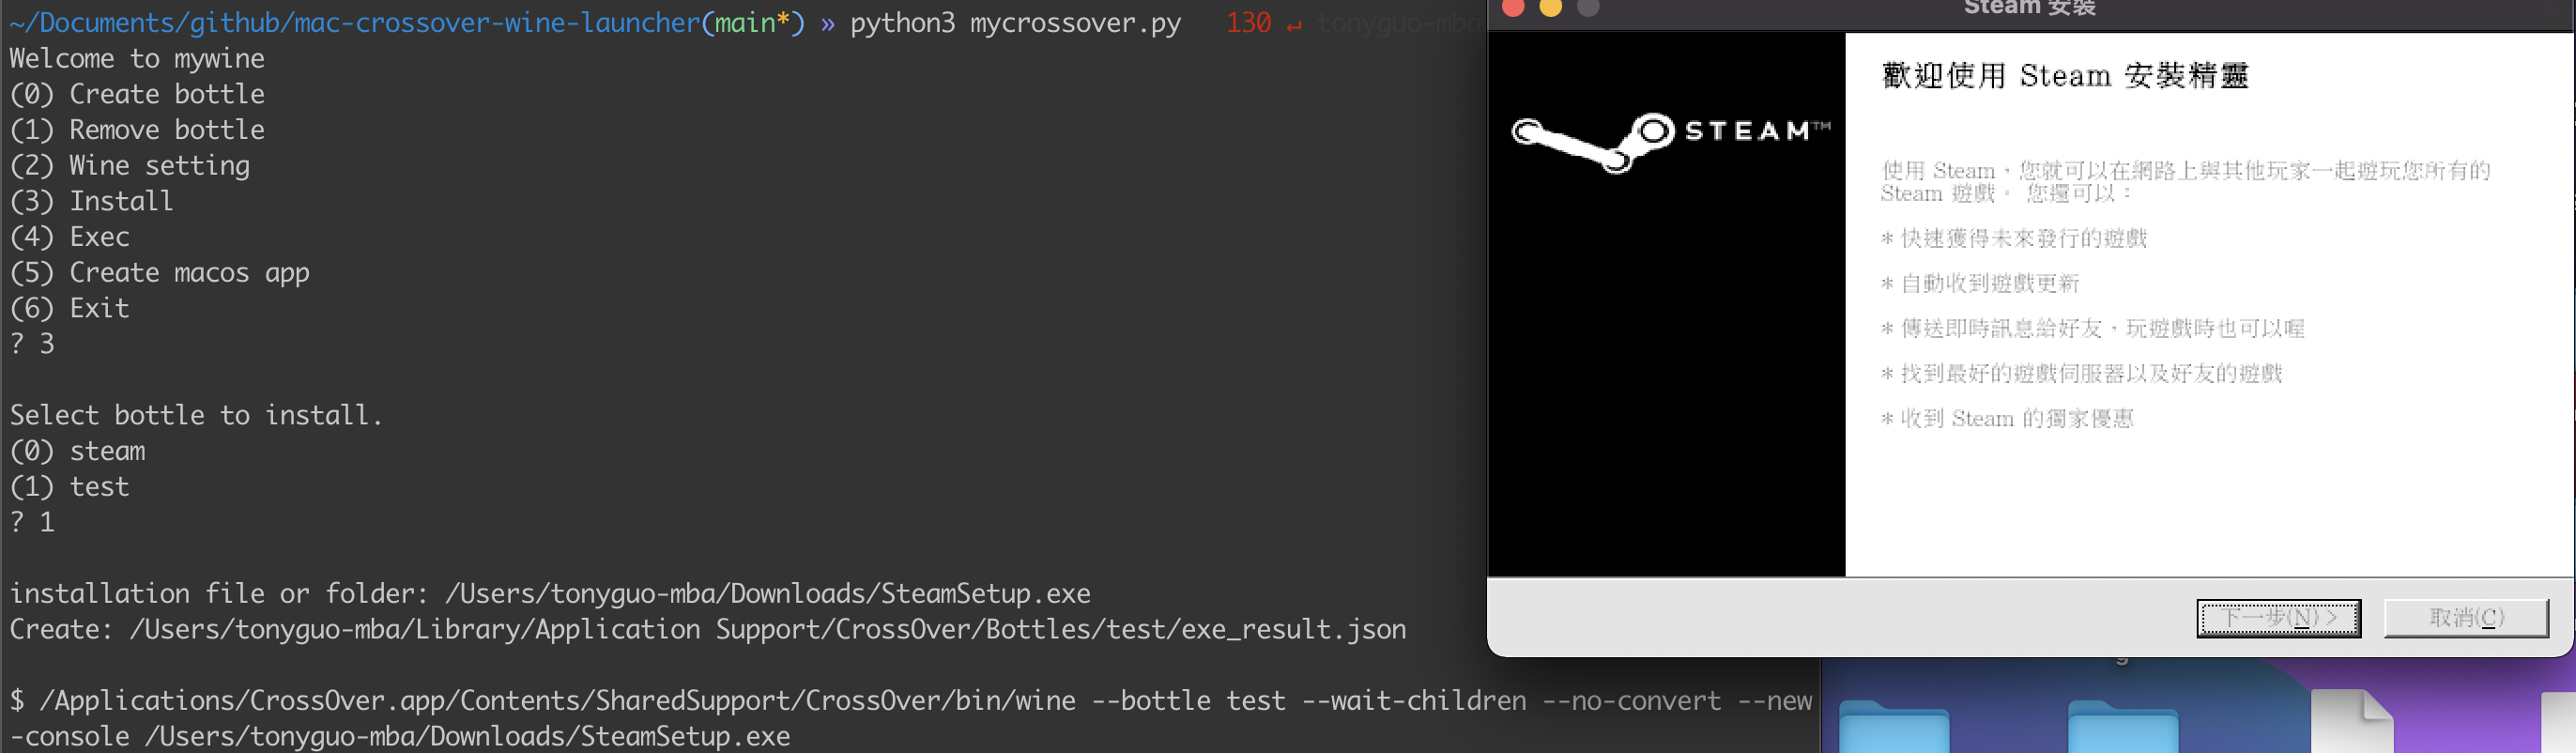 ~/Documents/github/mac-crossover-wine-launcher(main*) » python3 mycrossover.py 130 ↵ tonyguo-mba
Welcome to mywine
(0) Create bottle
(1) Remove bottle
(2) Wine setting
(3) Install
(4) Exec
(5) Create macos app
(6) Exit
? 3
Select bottle to install.
(0) steam
(1) test
? 1
installation file or folder: /Users/tonyguo-mba/Downloads/SteamSetup.exe
Create: /Users/tonyguo-mba/Library/Application Support/CrossOver/Bottles/test/exe_result.json
$ /Applications/CrossOver.app/Contents/SharedSupport/CrossOver/bin/wine --bottle test --wait-children --no-convert --new
-console /Users/tonyguo-mba/Downloads/SteamSetup.exe
Steam 安裝
STEAM™
歡迎使用 Steam 安裝精靈
使用 Steam，您就可以在網路上與其他玩家一起遊玩您所有的
Steam 遊戲。 您還可以：
* 快速獲得未來發行的遊戲
* 自動收到遊戲更新
* 傳送即時訊息給好友，玩遊戲時也可以喔
* 找到最好的遊戲伺服器以及好友的遊戲
* 收到 Steam 的獨家優惠
下一步(N) >
取消(C)